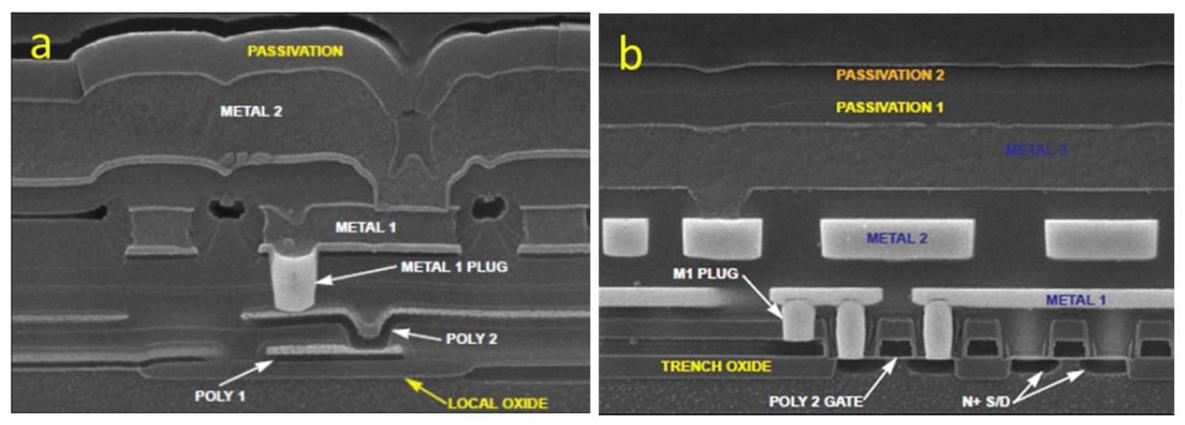 a
PASSIVATION
METAL 2
METAL 1
METAL 1 PLUG
POLY 2
POLY 1
LOCAL OXIDE
b
PASSIVATION 2
PASSIVATION 1
METAL 3
METAL 2
M1 PLUG
METAL 1
TRENCH OXIDE
POLY 2 GATE
N+ S/D